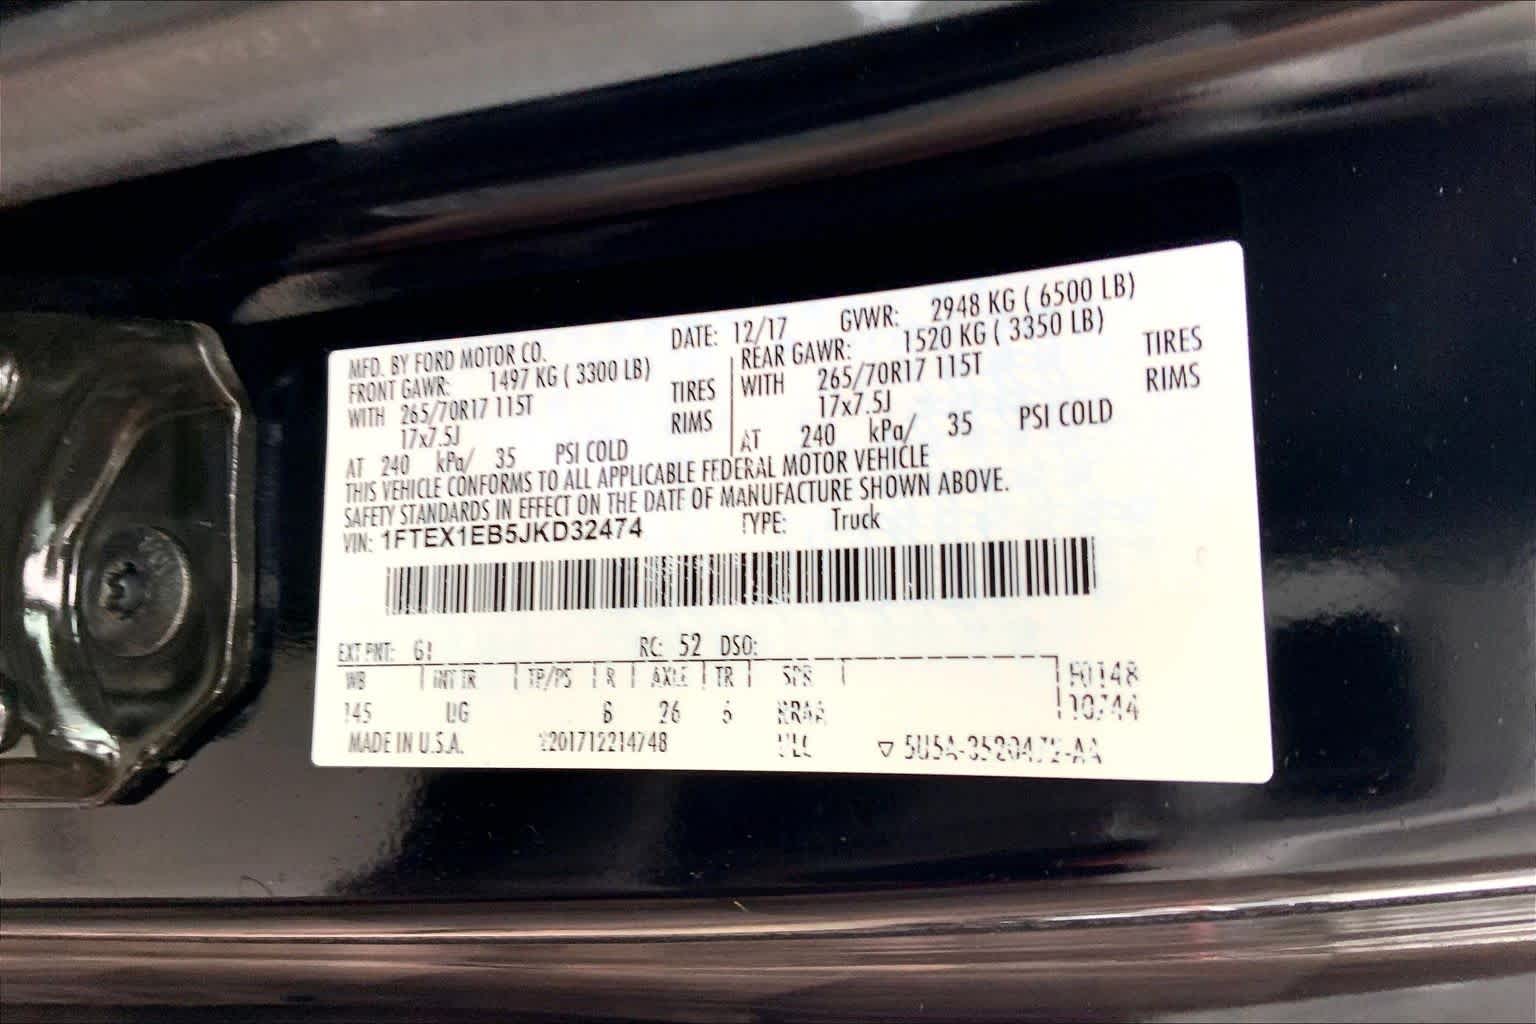 MFD. BY FORD MOTOR CO. DATE: 12/17 GVWR: 2948 KG ( 6500 LB)
FRONT GAWR: 1497 KG ( 3300 LB) REAR GAWR: 1520 KG ( 3350 LB)
WITH 265/70R17 115T TIRES WITH 265/70R17 115T TIRES
17x7.5J RIMS 17x7.5J RIMS
AT 240 kPa/ 35 PSI COLD AT 240 kPa/ 35 PSI COLD
THIS VEHICLE CONFORMS TO ALL APPLICABLE FEDERAL MOTOR VEHICLE
SAFETY STANDARDS IN EFFECT ON THE DATE OF MANUFACTURE SHOWN ABOVE.
VIN: 1FTEX1EB5JKD32474 TYPE: Truck
EXT PNT: RC: 52 DSO:
WB INT TR TP/PS R AXLE TR SPR
145 26
MADE IN U.S.A.